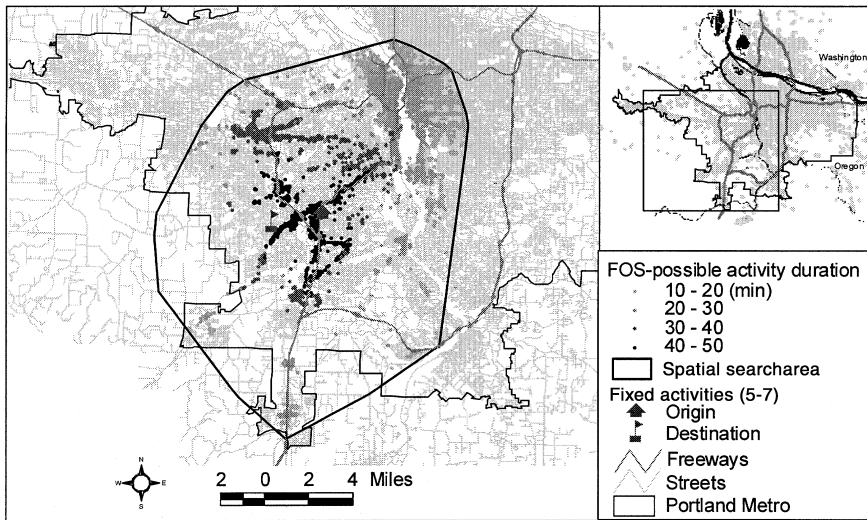 Washington
Oregon
FOS-possible activity duration
10 - 20 (min)
20 - 30
30 - 40
40 - 50
Spatial searcharea
Fixed activities (5-7)
Origin
Destination
Freeways
Streets
Portland Metro
N
W E
S
2 0 2 4 Miles